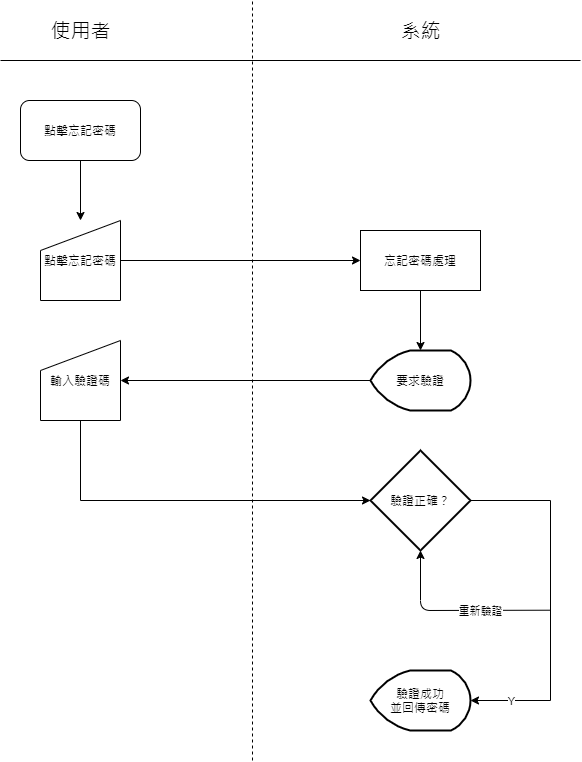 使用者
系統
點擊忘記密碼
點擊忘記密碼
忘記密碼處理
輸入驗證碼
要求驗證
驗證正確？
重新驗證
驗證成功
並回傳密碼
Y